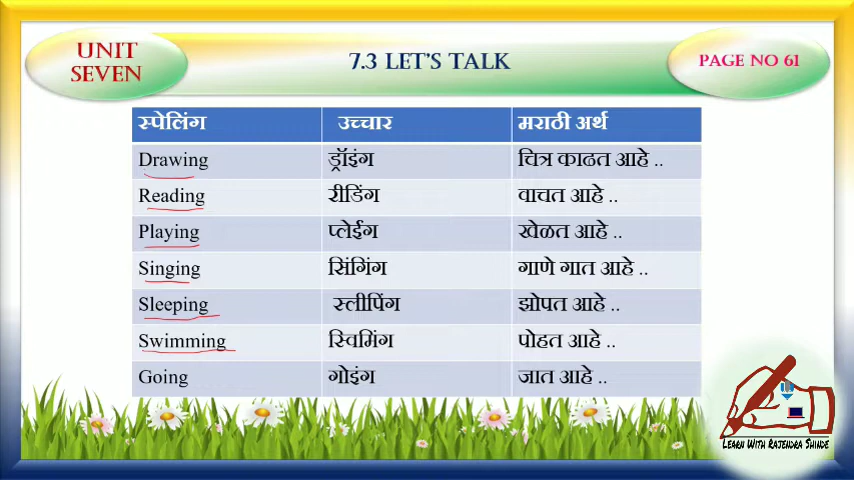 UNIT
SEVEN
7.3 LET'S TALK
PAGE NO 61
स्पेलिंग उच्चार मराठी अर्थ
Drawing ड्रॉइंग चित्र काढत आहे ..
Reading रीडिंग वाचत आहे ..
Playing प्लेईंग खेळत आहे ..
Singing सिंगिंग गाणे गात आहे ..
Sleeping स्लीपिंग झोपत आहे ..
Swimming स्विमिंग पोहत आहे ..
Going गोइंग जात आहे ..
LEARN WITH RAJENDRA SHINDE